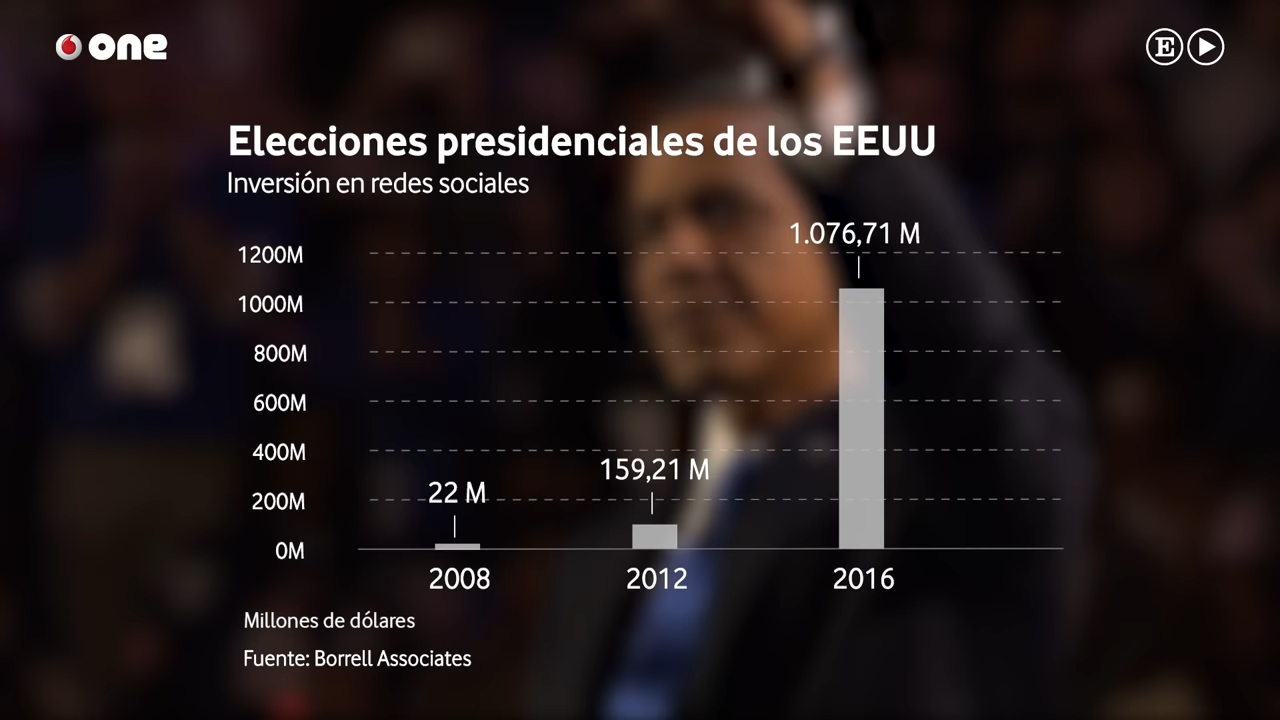 one
E
Elecciones presidenciales de los EEUU
Inversión en redes sociales
1.076,71 M
1200M
1000M
800M
600M
400M
159,21 M
22 M
200M
0M
2008 2012 2016
Millones de dólares
Fuente: Borrell Associates